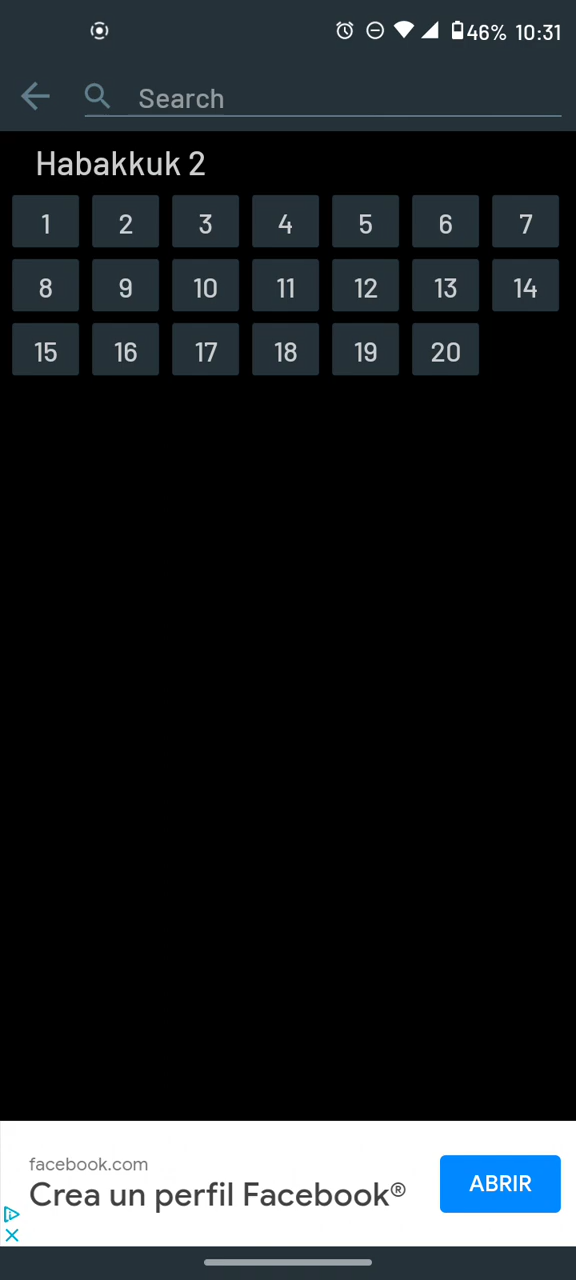 46% 10:31
Search
Habakkuk 2
1 2 3 4 5 6 7
8 9 10 11 12 13 14
15 16 17 18 19 20
facebook.com
Crea un perfil Facebook®
ABRIR